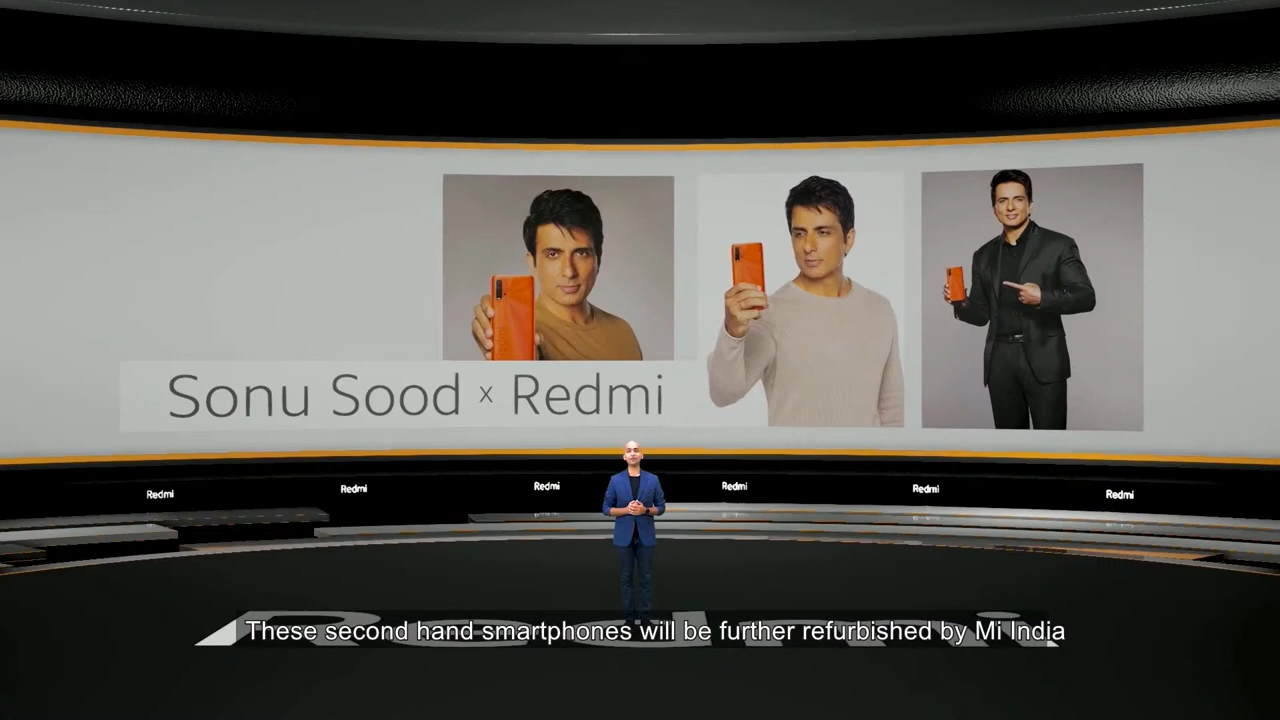 Sonu Sood x Redmi
Redmi Redmi Redmi Redmi Redmi Redmi
Redmi
These second hand smartphones will be further refurbished by Mi India